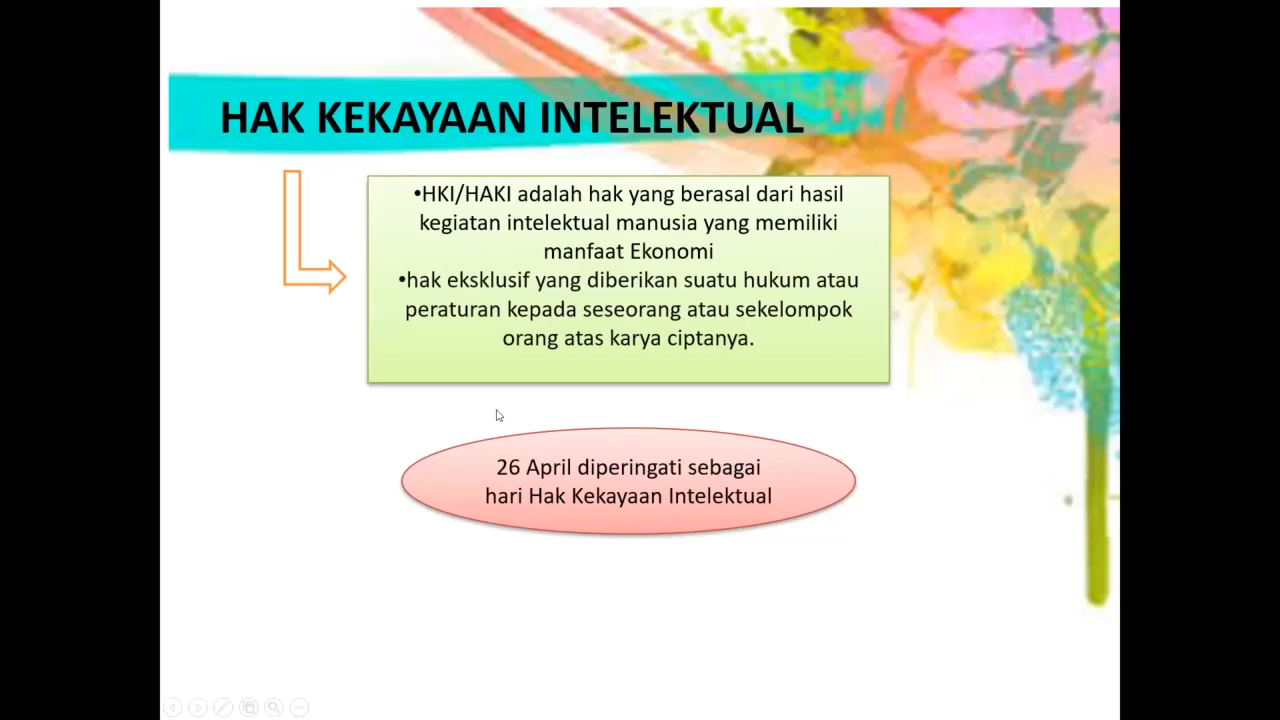 HAK KEKAYAAN INTELEKTUAL
•HKI/HAKI adalah hak yang berasal dari hasil
kegiatan intelektual manusia yang memiliki
manfaat Ekonomi
•hak eksklusif yang diberikan suatu hukum atau
peraturan kepada seseorang atau sekelompok
orang atas karya ciptanya.
26 April diperingati sebagai
hari Hak Kekayaan Intelektual